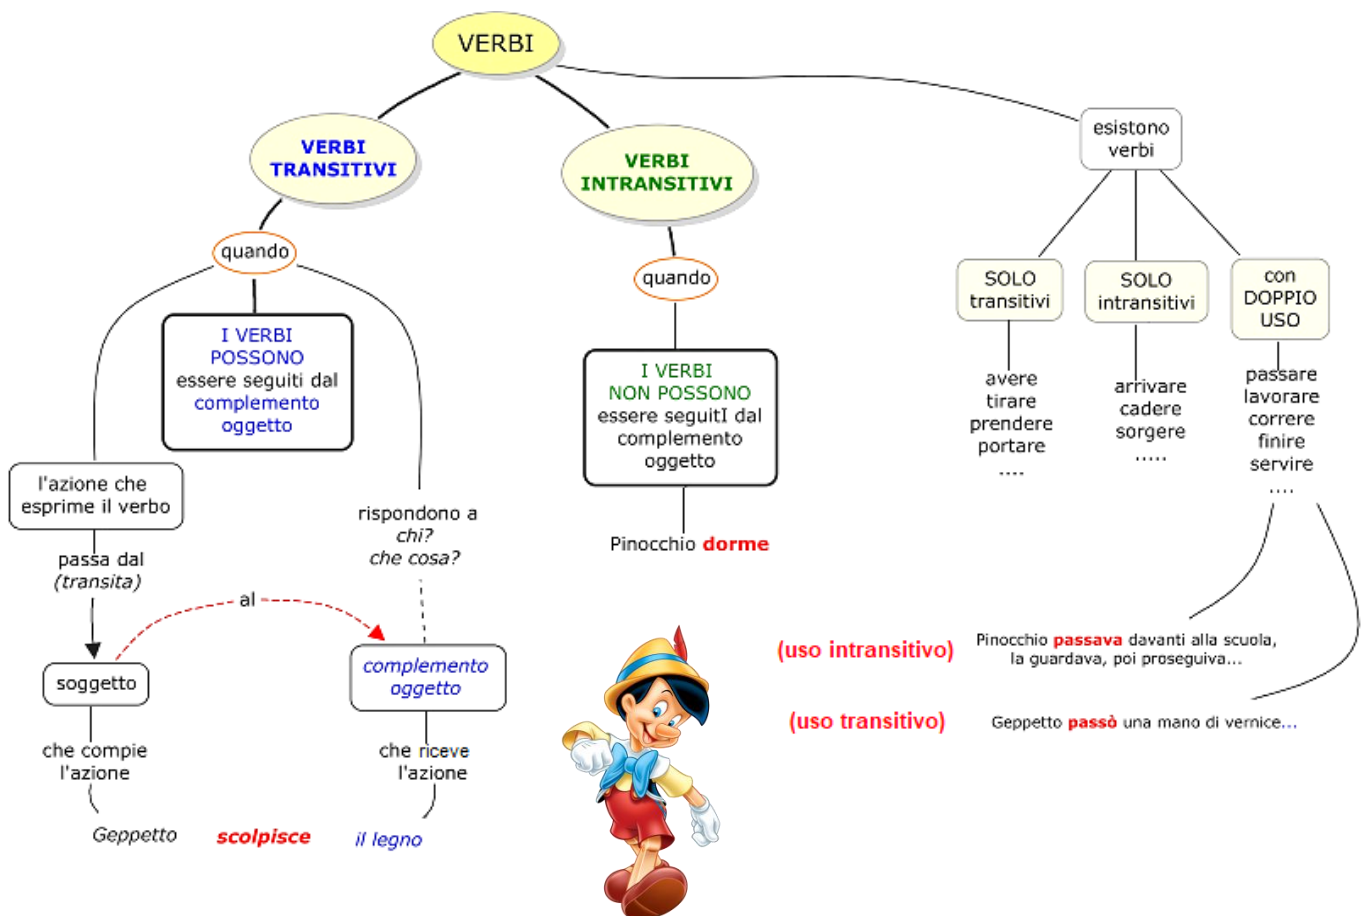 VERBI
VERBI
TRANSITIVI
quando
I VERBI
POSSONO
essere seguiti dal
complemento
oggetto
l'azione che
esprime il verbo
passa dal
(transita)
al
soggetto
che compie
l'azione
rispondono a
chi?
che cosa?
complemento
oggetto
che riceve
l'azione
Geppetto scolpisce il legno
VERBI
INTRANSITIVI
quando
I VERBI
NON POSSONO
essere seguitI dal
complemento
oggetto
Pinocchio dorme
esistono
verbi
SOLO
transitivi
avere
tirare
prendere
portare
....
SOLO
intransitivi
arrivare
cadere
sorgere
.....
con
DOPPIO
USO
passare
lavorare
correre
finire
servire
....
(uso intransitivo)
Pinocchio passava davanti alla scuola,
la guardava, poi proseguiva...
(uso transitivo)
Geppetto passò una mano di vernice...